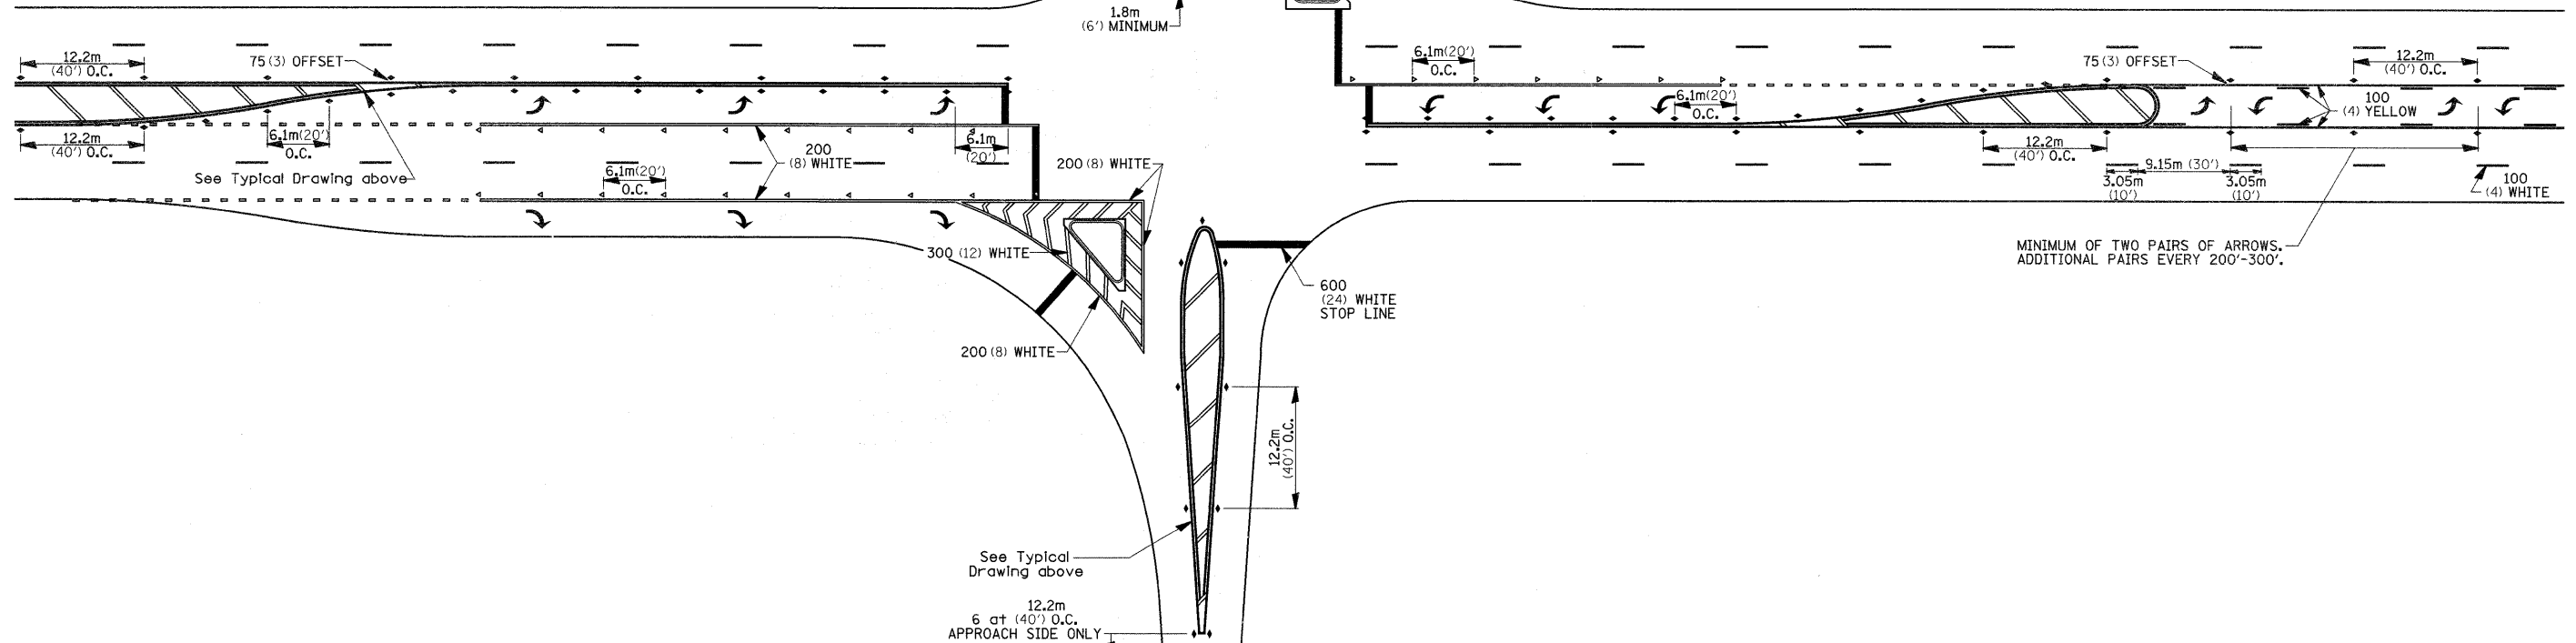 1.8m
(6') MINIMUM
12.2m
(40') O.C.
75 (3) OFFSET
12.2m
(40') O.C.
6.1m(20')
O.C.
See Typical Drawing above
6.1m(20')
O.C.
200
(8) WHITE
6.1m
(20')
200 (8) WHITE
300 (12) WHITE
200 (8) WHITE
600
(24) WHITE
STOP LINE
12.2m
(40') O.C.
See Typical
Drawing above
12.2m
6 at (40') O.C.
APPROACH SIDE ONLY
6.1m(20')
O.C.
6.1m(20')
O.C.
75 (3) OFFSET
12.2m
(40') O.C.
100
(4) YELLOW
12.2m
(40') O.C.
9.15m (30')
3.05m
(10')
3.05m
(10')
100
(4) WHITE
MINIMUM OF TWO PAIRS OF ARROWS.
ADDITIONAL PAIRS EVERY 200'-300'.